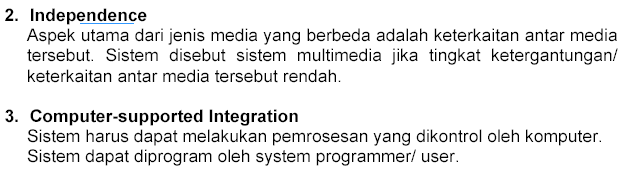 2. Independence
Aspek utama dari jenis media yang berbeda adalah keterkaitan antar media
tersebut. Sistem disebut sistem multimedia jika tingkat ketergantungan/
keterkaitan antar media tersebut rendah.
3. Computer-supported Integration
Sistem harus dapat melakukan pemrosesan yang dikontrol oleh komputer.
Sistem dapat diprogram oleh system programmer/ user.